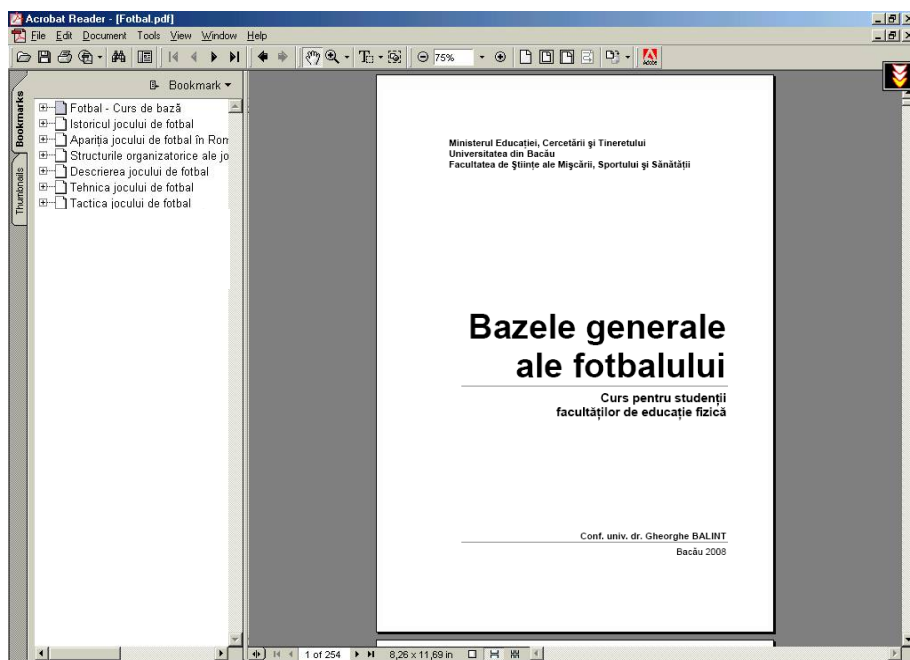 Acrobat Reader - [Fotbal.pdf]
File Edit Document Tools View Window Help
75%
Adobe
Bookmarks
Thumbnails
Bookmark
Fotbal - Curs de bază
Istoricul jocului de fotbal
Apariția jocului de fotbal în Rom
Structurile organizatorice ale jo
Descrierea jocului de fotbal
Tehnica jocului de fotbal
Tactica jocului de fotbal
Ministerul Educației, Cercetării și Tineretului
Universitatea din Bacău
Facultatea de Științe ale Mișcării, Sportului și Sănătății
Bazele generale
ale fotbalului
Curs pentru studenții
facultăților de educație fizică
Conf. univ. dr. Gheorghe BALINT
Bacău 2008
1 of 254
8,26 x 11,69 in